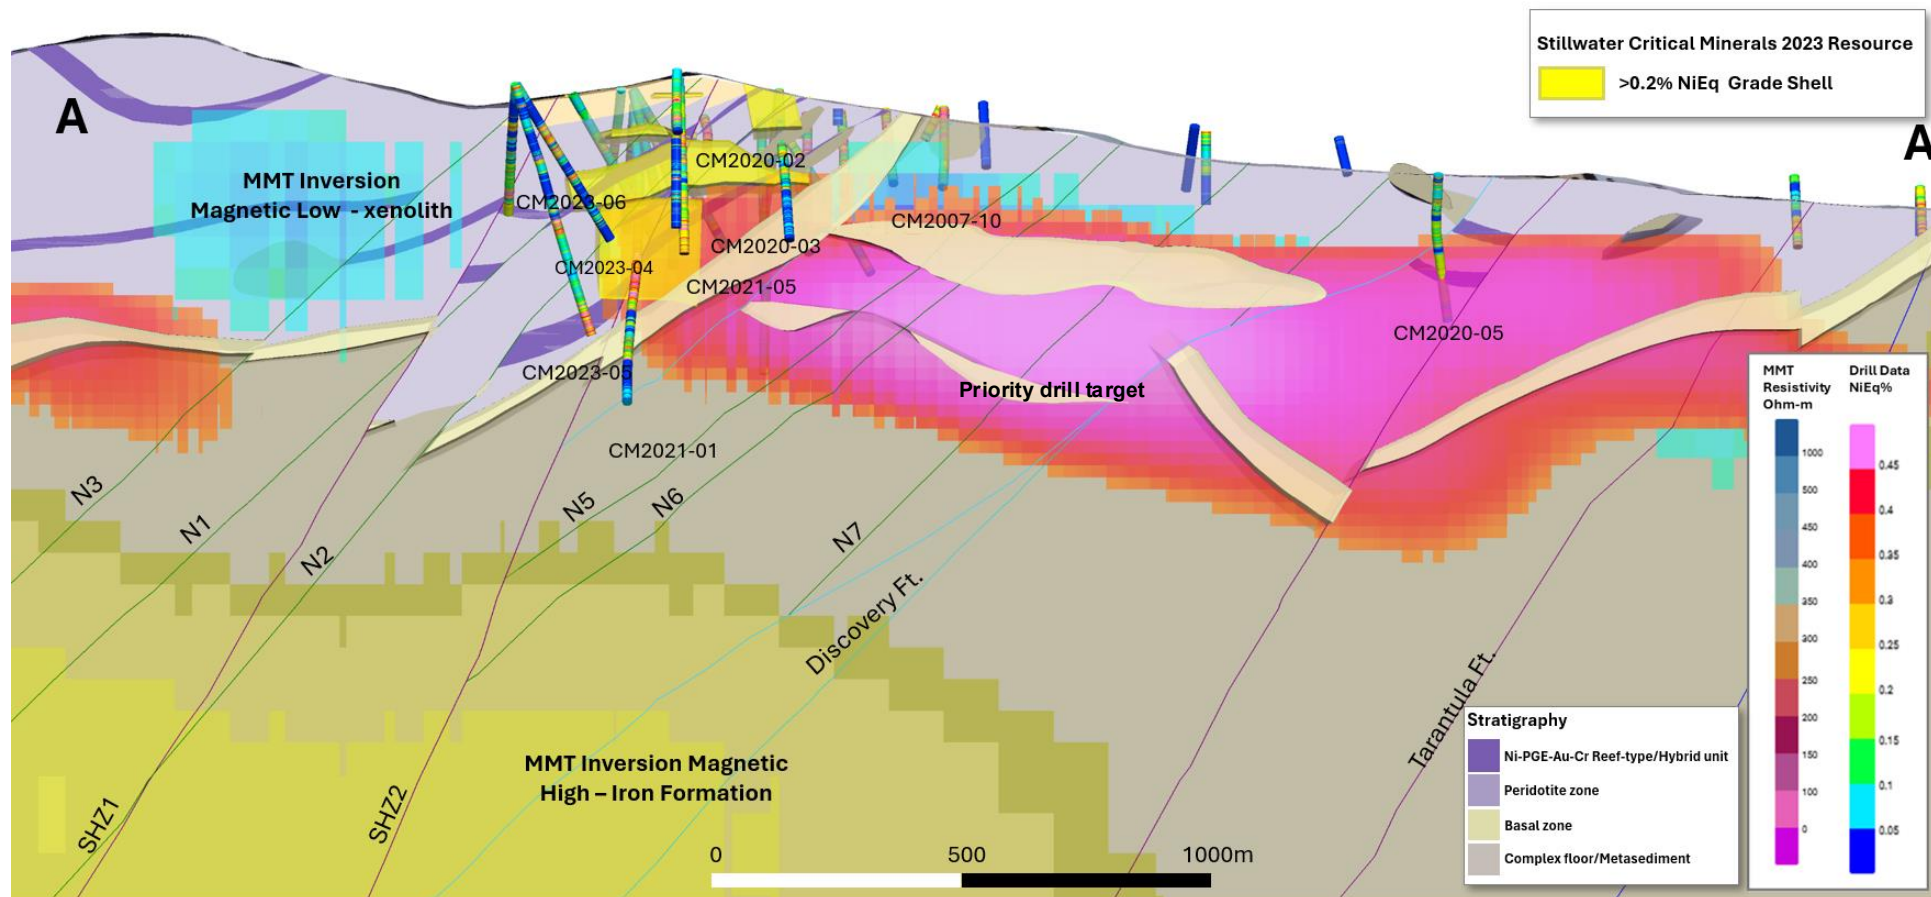 Stillwater Critical Minerals 2023 Resource
>0.2% NiEq Grade Shell
A
A
MMT Inversion
Magnetic Low - xenolith
CM2020-02
CM2023-06
CM2007-10
CM2020-03
CM2023-04
CM2021-05
CM2020-05
CM2023-05
Priority drill target
CM2021-01
N3
N1
N2
N5
N6
N7
Discovery Ft.
Tarantula Ft.
SHZ1
SHZ2
MMT Inversion Magnetic
High – Iron Formation
0
500
1000m
MMT
Resistivity
Ohm-m
1000
500
450
400
350
300
250
200
150
100
0
Drill Data
NiEq%
0.45
0.4
0.35
0.3
0.25
0.2
0.15
0.1
0.05
Stratigraphy
Ni-PGE-Au-Cr Reef-type/Hybrid unit
Peridotite zone
Basal zone
Complex floor/Metasediment